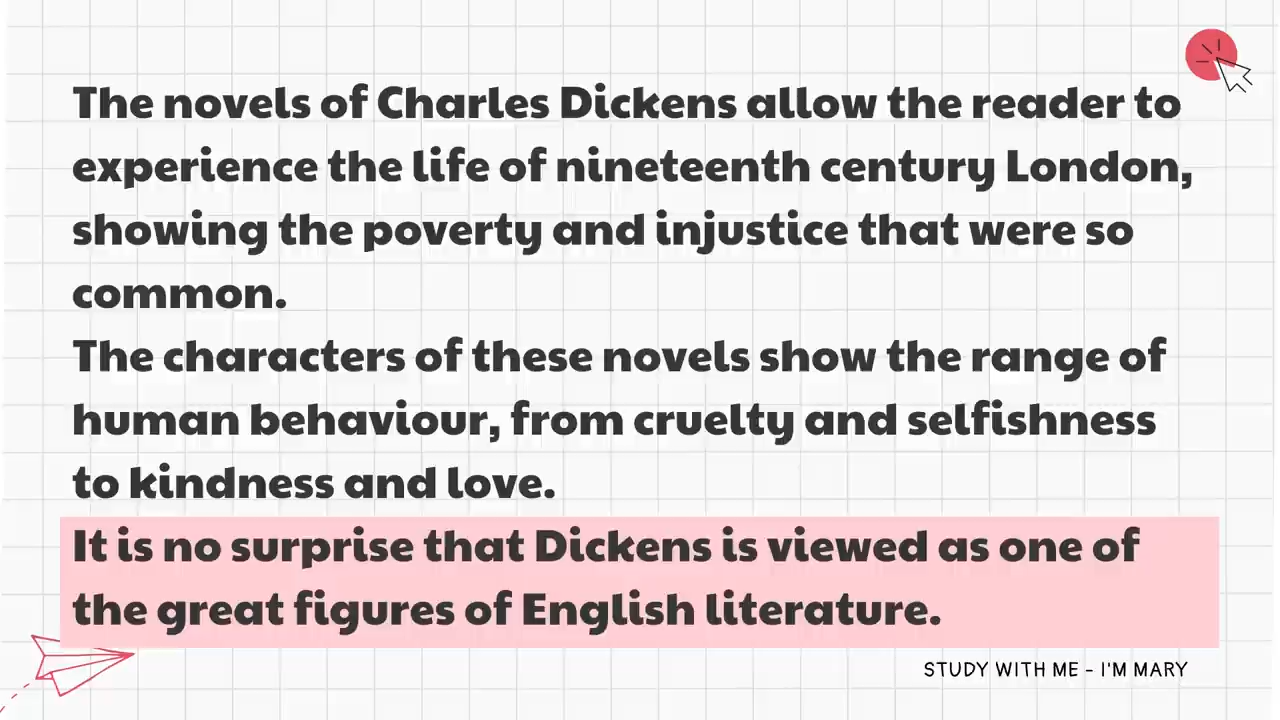 The novels of Charles Dickens allow the reader to
experience the life of nineteenth century London,
showing the poverty and injustice that were so
common.
The characters of these novels show the range of
human behaviour, from cruelty and selfishness
to kindness and love.
It is no surprise that Dickens is viewed as one of
the great figures of English literature.
STUDY WITH ME - I'M MARY